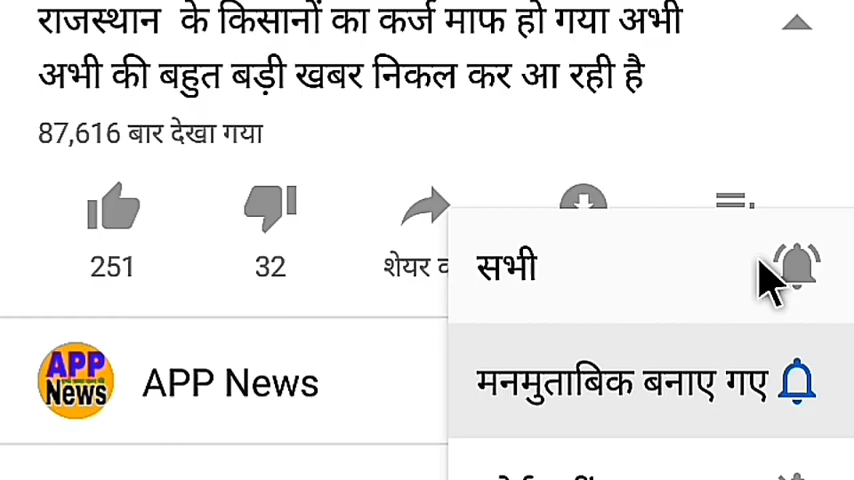 राजस्थान के किसानों का कर्ज माफ हो गया अभी
अभी की बहुत बड़ी खबर निकल कर आ रही है
87,616 बार देखा गया
251
32
शेयर
सभी
APP
News
APP News
मनमुताबिक बनाए गए